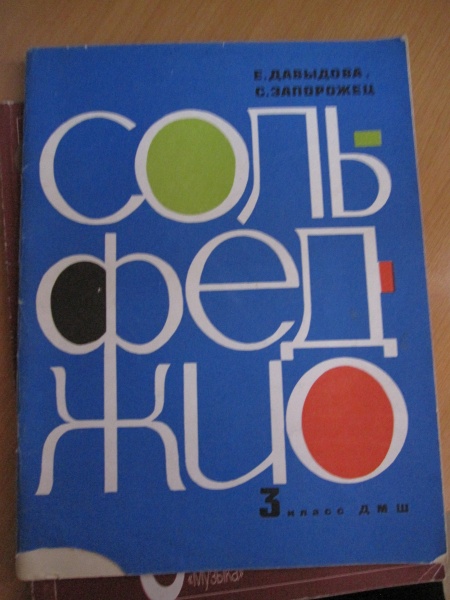 Е. ДАВЫДОВА,
С. ЗАПОРОЖЕЦ
СОЛЬ-
ФЕД-
ЖИО
3 класс Д.М.Ш
«Музыка»